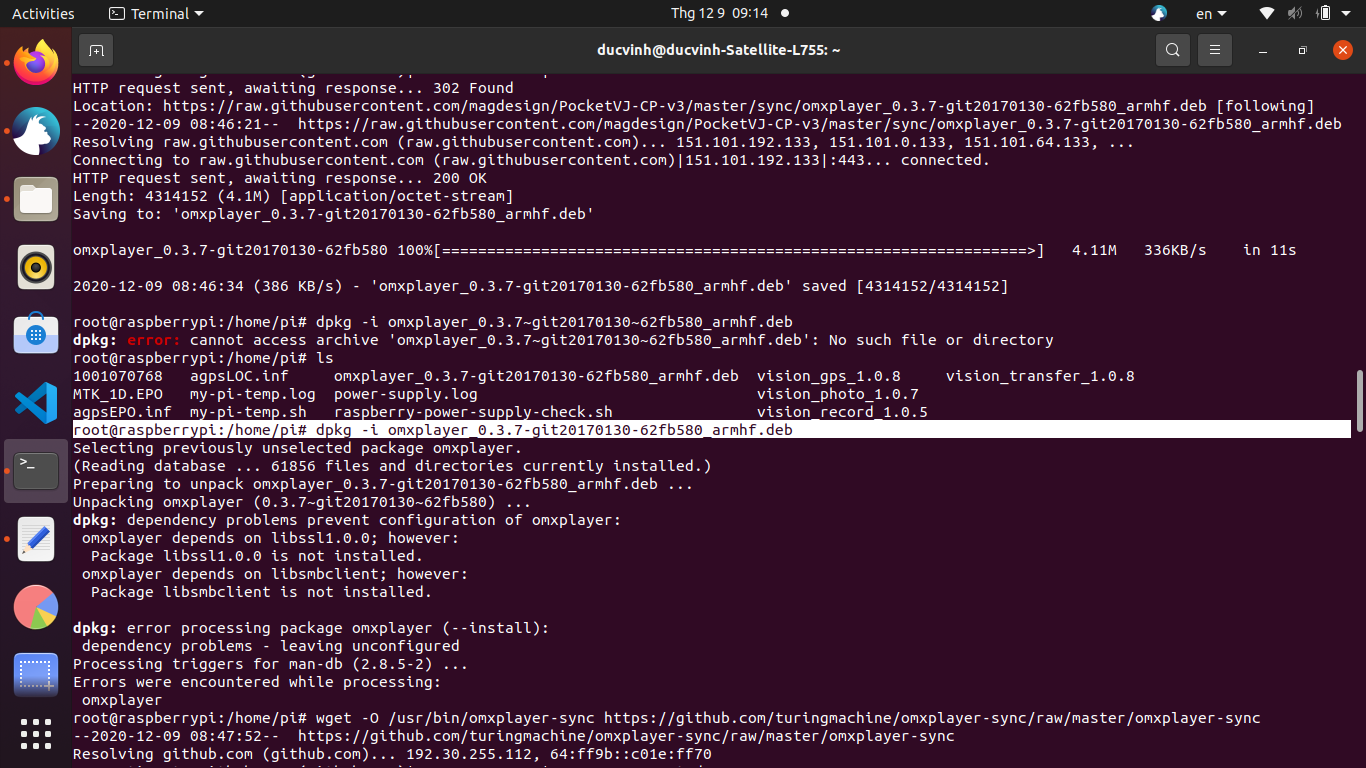 Activities
Terminal
Thg 12 9 09:14
en
ducvinh@ducvinh-Satellite-L755: ~
HTTP request sent, awaiting response... 302 Found
Location: https://raw.githubusercontent.com/magdesign/PocketVJ-CP-v3/master/sync/omxplayer_0.3.7-git20170130-62fb580_armhf.deb [following]
--2020-12-09 08:46:21-- https://raw.githubusercontent.com/magdesign/PocketVJ-CP-v3/master/sync/omxplayer_0.3.7-git20170130-62fb580_armhf.deb
Resolving raw.githubusercontent.com (raw.githubusercontent.com)... 151.101.192.133, 151.101.0.133, 151.101.64.133, ...
Connecting to raw.githubusercontent.com (raw.githubusercontent.com)|151.101.192.133|:443... connected.
HTTP request sent, awaiting response... 200 OK
Length: 4314152 (4.1M) [application/octet-stream]
Saving to: 'omxplayer_0.3.7-git20170130-62fb580_armhf.deb'
omxplayer_0.3.7-git20170130-62fb580 100%[=================================================================>] 4.11M 336KB/s in 11s
2020-12-09 08:46:34 (386 KB/s) - 'omxplayer_0.3.7-git20170130-62fb580_armhf.deb' saved [4314152/4314152]
root@raspberrypi:/home/pi# dpkg -i omxplayer_0.3.7~git20170130~62fb580_armhf.deb
dpkg: error: cannot access archive 'omxplayer_0.3.7~git20170130~62fb580_armhf.deb': No such file or directory
root@raspberrypi:/home/pi# ls
1001070768 agpsLOC.inf omxplayer_0.3.7-git20170130-62fb580_armhf.deb vision_gps_1.0.8 vision_transfer_1.0.8
MTK_1D.EPO my-pi-temp.log power-supply.log vision_photo_1.0.7
agpsEPO.inf my-pi-temp.sh raspberry-power-supply-check.sh vision_record_1.0.5
root@raspberrypi:/home/pi# dpkg -i omxplayer_0.3.7-git20170130-62fb580_armhf.deb
Selecting previously unselected package omxplayer.
(Reading database ... 61856 files and directories currently installed.)
Preparing to unpack omxplayer_0.3.7-git20170130-62fb580_armhf.deb ...
Unpacking omxplayer (0.3.7~git20170130~62fb580) ...
dpkg: dependency problems prevent configuration of omxplayer:
omxplayer depends on libssl1.0.0; however:
Package libssl1.0.0 is not installed.
omxplayer depends on libsmbclient; however:
Package libsmbclient is not installed.
dpkg: error processing package omxplayer (--install):
dependency problems - leaving unconfigured
Processing triggers for man-db (2.8.5-2) ...
Errors were encountered while processing:
omxplayer
root@raspberrypi:/home/pi# wget -O /usr/bin/omxplayer-sync https://github.com/turingmachine/omxplayer-sync/raw/master/omxplayer-sync
--2020-12-09 08:47:52-- https://github.com/turingmachine/omxplayer-sync/raw/master/omxplayer-sync
Resolving github.com (github.com)... 192.30.255.112, 64:ff9b::c01e:ff70